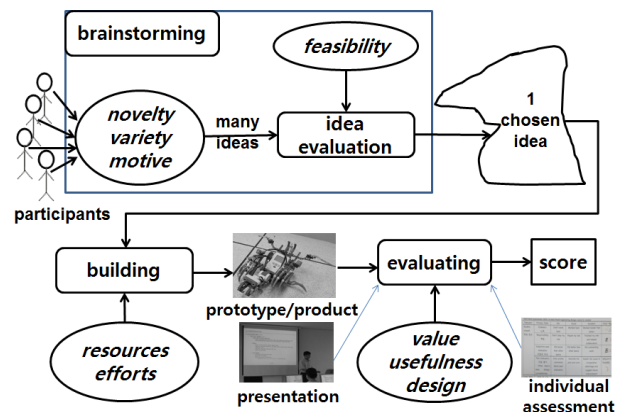 brainstorming
feasibility
novelty
variety
motive
many
ideas
idea
evaluation
1
chosen
idea
participants
building
evaluating
score
prototype/product
resources
efforts
value
usefulness
design
presentation
individual
assessment